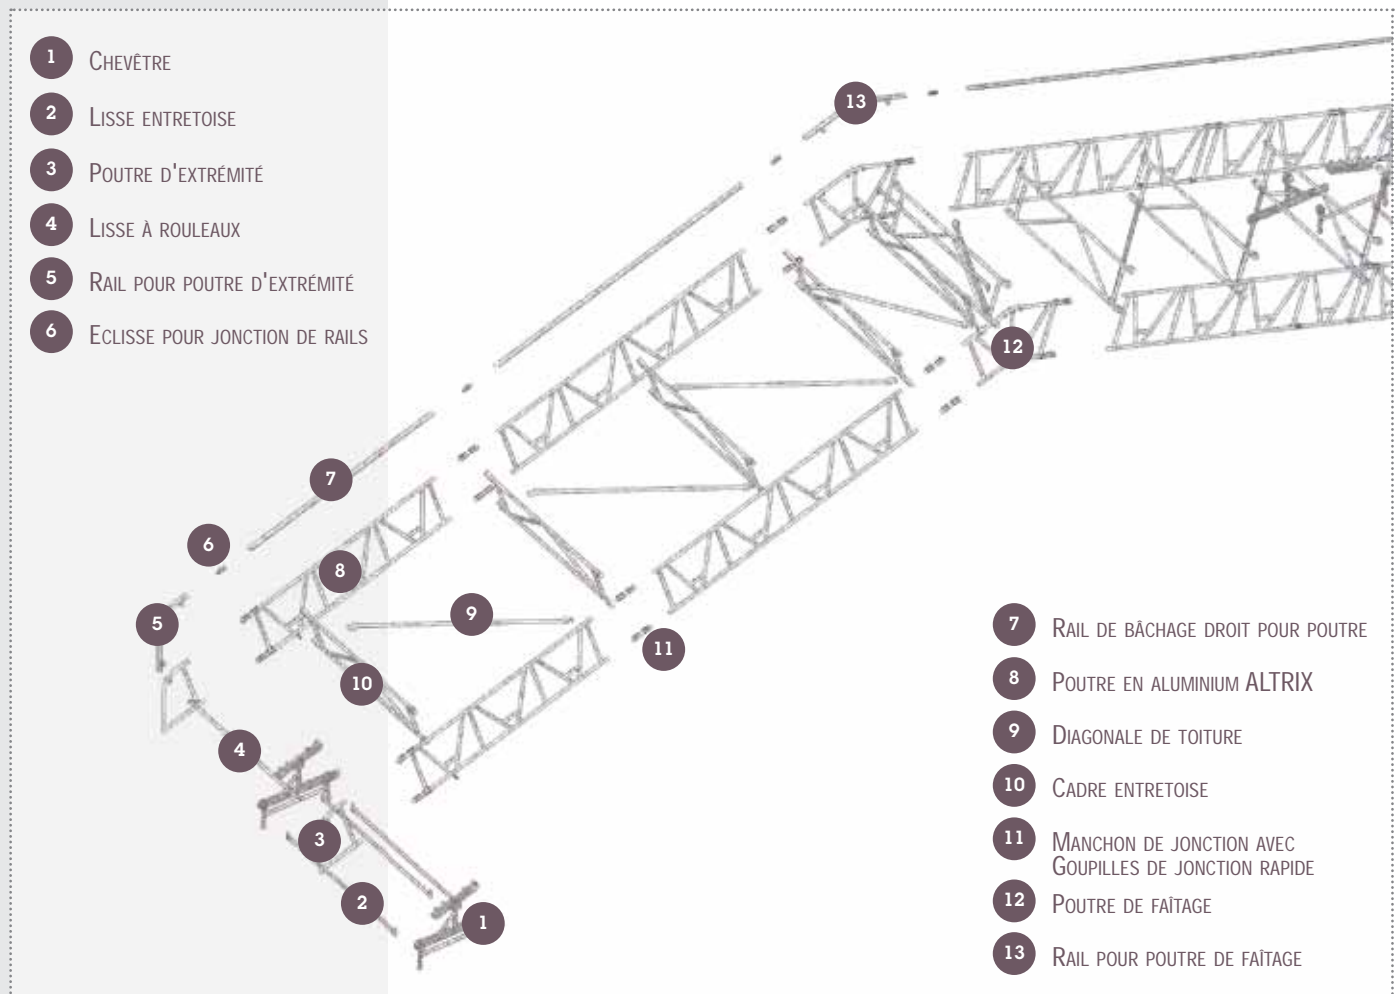 1 Chevêtre
2 Lisse entretoise
3 Poutre d'extrémité
4 Lisse à rouleaux
5 Rail pour poutre d'extrémité
6 Eclisse pour jonction de rails
13
12
7
6
8
5
9
11
10
4
3
2
1
7 Rail de bâchage droit pour poutre
8 Poutre en aluminium ALTRIX
9 Diagonale de toiture
10 Cadre entretoise
11 Manchon de jonction avec
Goupilles de jonction rapide
12 Poutre de faîtage
13 Rail pour poutre de faîtage